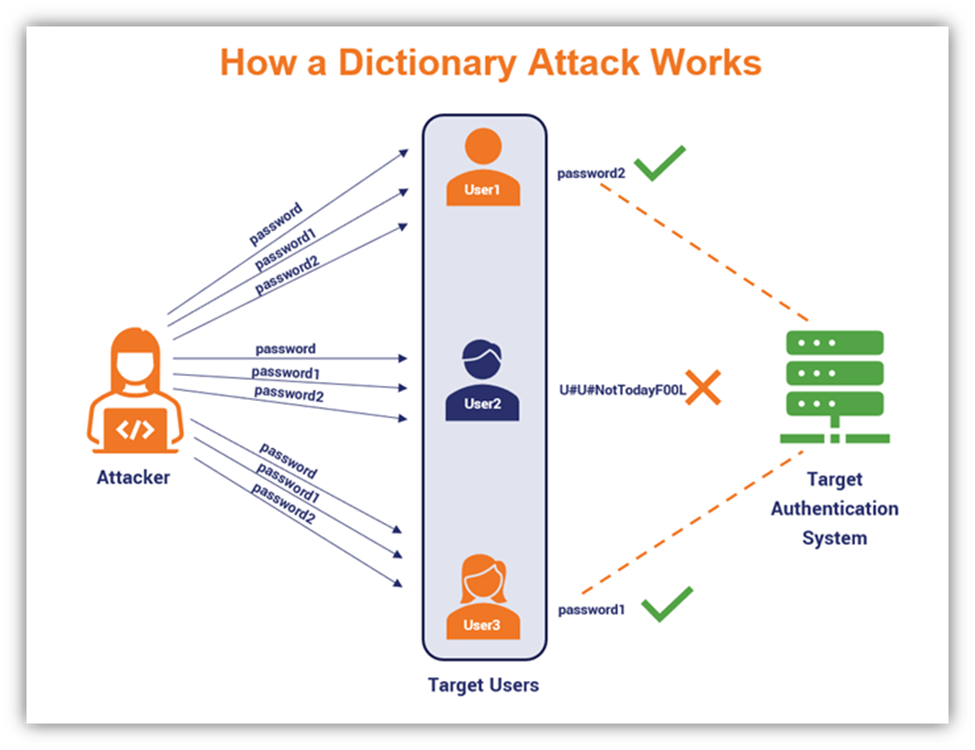 How a Dictionary Attack Works
password
password1
password2
User1
password2
password
password1
password2
User2
U#U#NotTodayF00L
</>
Attacker
password
password1
password2
User3
password1
Target
Authentication
System
Target Users